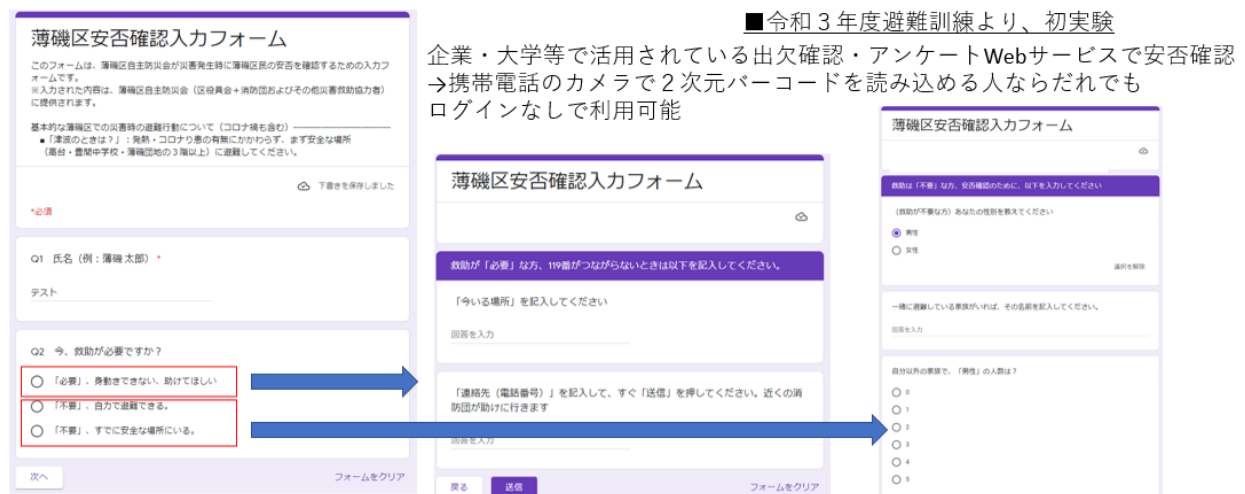 ■令和３年度避難訓練より、初実験
企業・大学等で活用されている出欠確認・アンケートWebサービスで安否確認
→携帯電話のカメラで２次元バーコードを読み込める人ならだれでも
ログインなしで利用可能
薄磯区安否確認入力フォーム
このフォームは、薄磯区自主防災会が災害発生時に薄磯区民の安否を確認するための入力フ
ォームです。
※入力された内容は、薄磯区自主防災会（区役員会+消防団およびその他災害救助協力者）
に提供されます。
基本的な薄磯区での災害時の避難行動について（コロナ禍も含む）――――――――
■「津波のときは？」：発熱・コロナり患の有無にかかわらず、まず安全な場所
（高台・豊間中学校・薄磯団地の３階以上）に避難してください。
下書きを保存しました
*必須
Q1 氏名（例：薄磯 太郎） *
テスト
Q2 今、救助が必要ですか？
「必要」、身動きできない、助けてほしい
「不要」、自力で避難できる。
「不要」、すでに安全な場所にいる。
次へ
フォームをクリア
薄磯区安否確認入力フォーム
救助が「必要」な方、119番がつながらないときは以下を記入してください。
「今いる場所」を記入してください
回答を入力
「連絡先（電話番号）」を記入して、すぐ「送信」を押してください。近くの消
防団が助けに行きます
回答を入力
戻る
送信
フォームをクリア
薄磯区安否確認入力フォーム
救助は「不要」な方、安否確認のために、以下を入力してください
（救助が不要な方）あなたの性別を教えてください
男性
女性
選択を解除
一緒に避難している家族がいれば、その名前を記入してください。
回答を入力
自分以外の家族で、「男性」の人数は？
0
1
2
3
4
5